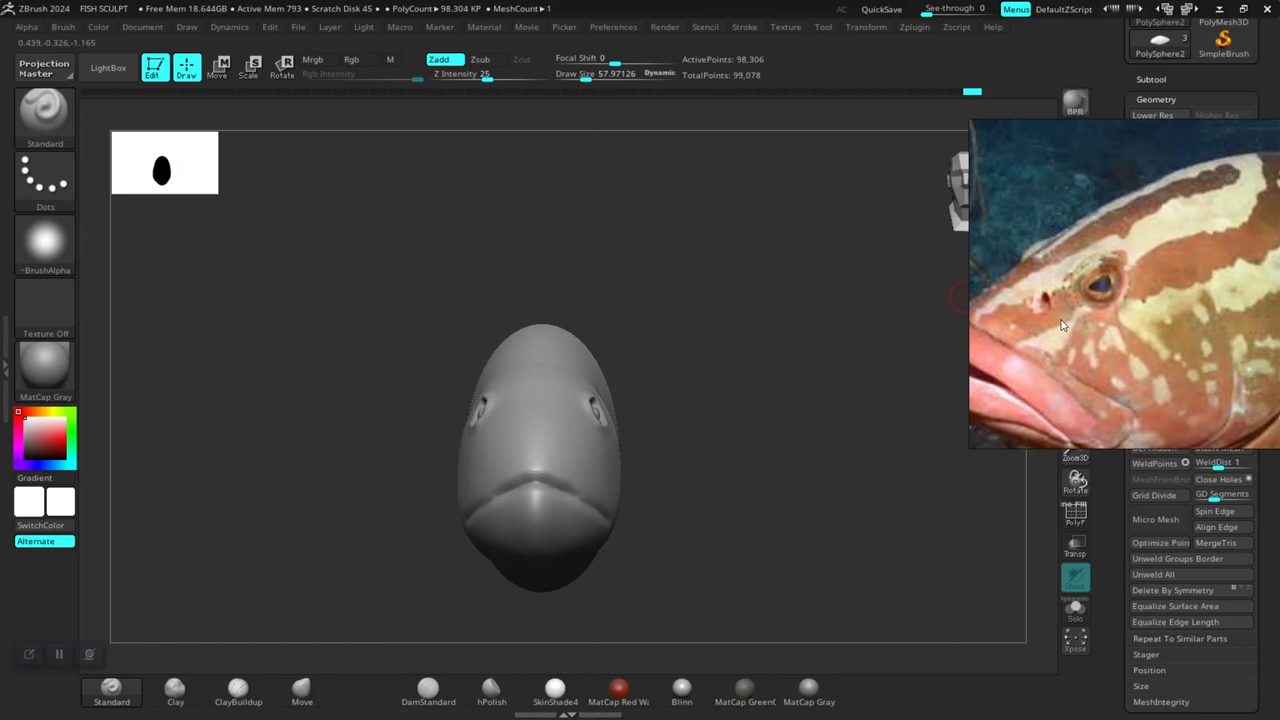 ZBrush 2024 FISH SCULPT • Free Mem 18.644GB • Active Mem 793 • Scratch Disk 45 • PolyCount▸ 98.304 KP • MeshCount▸ 1 AC QuickSave See-through 0 Menus DefaultZScript
Alpha Brush Color Document Draw Dynamics Edit File Layer Light Macro Marker Material Movie Picker Preferences Render Stencil Stroke Texture Tool Transform Zplugin Zscript Help
0.439,-0.326,-1.165
Projection Master
LightBox
Edit
Draw
Move
Scale
Rotate
Mrgb Rgb M
Rgb Intensity
Zadd Zsub Zcut
Z Intensity 25
Focal Shift 0
Draw Size 57.97126 Dynamic
ActivePoints: 98,306
TotalPoints: 99,078
Standard
Dots
~BrushAlpha
Texture Off
MatCap Gray
Gradient
SwitchColor
Alternate
PolySphere2 PolyMesh3D
3
PolySphere2 SimpleBrush
Subtool
Geometry
Lower Res Higher Res
BPR
Zoom3D
Rotate
PolyF
Transp
Ghost
Dynamic
Solo
Xpose
WeldPoints WeldDist 1
Close Holes
Grid Divide GD Segments
Micro Mesh Spin Edge
Align Edge
Optimize Poin MergeTris
Unweld Groups Border
Unweld All
Delete By Symmetry
Equalize Surface Area
Equalize Edge Length
Repeat To Similar Parts
Stager
Position
Size
MeshIntegrity
Standard Clay ClayBuildup Move DamStandard hPolish SkinShade4 MatCap Red Wa Blinn MatCap GreenC MatCap Gray